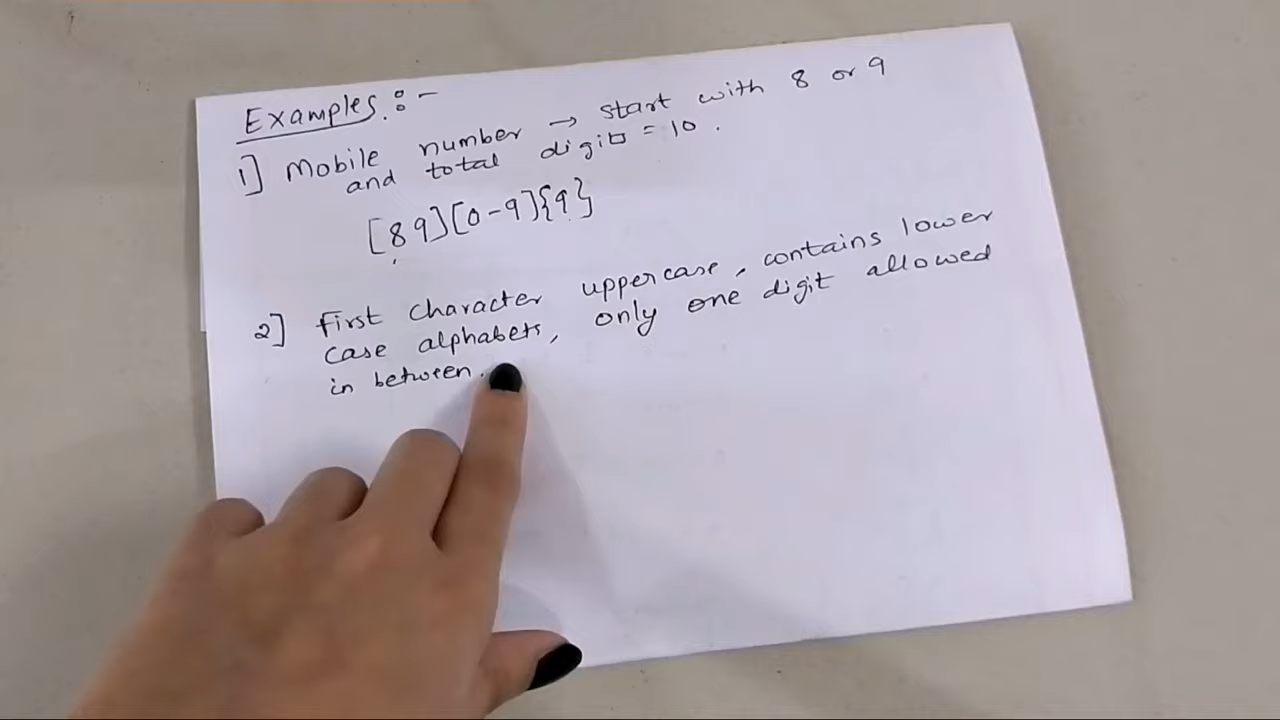 Examples :-
1] Mobile number → start with 8 or 9
and total digits = 10 .
[89][0-9]{9}
2] first character uppercase, contains lower
case alphabets, only one digit allowed
in between.